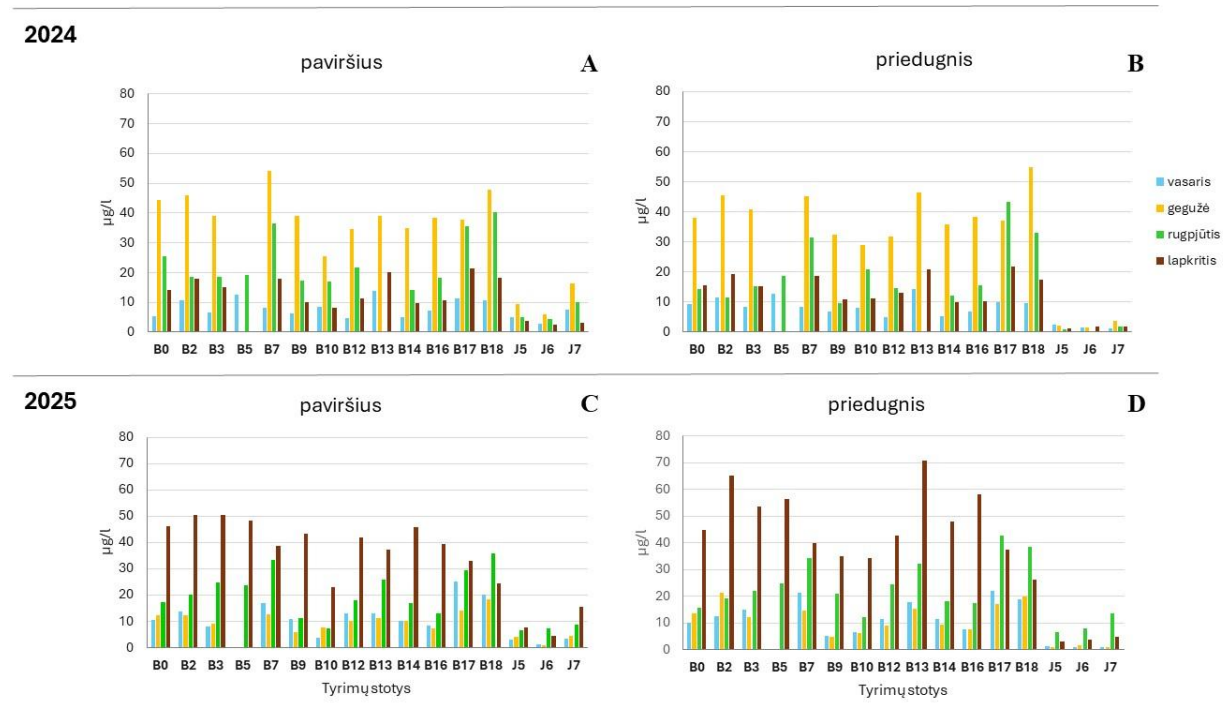 2024
paviršius
A
priedugnis
B
80
70
60
50
40
30
20
10
0
µg/l
B0 B2 B3 B5 B7 B9 B10 B12 B13 B14 B16 B17 B18 J5 J6 J7
80
70
60
50
40
30
20
10
0
µg/l
B0 B2 B3 B5 B7 B9 B10 B12 B13 B14 B16 B17 B18 J5 J6 J7
vasaris
gegužė
rugpjūtis
lapkritis
2025
paviršius
C
priedugnis
D
80
70
60
50
40
30
20
10
0
µg/l
B0 B2 B3 B5 B7 B9 B10 B12 B13 B14 B16 B17 B18 J5 J6 J7
Tyrimų stotys
80
70
60
50
40
30
20
10
0
µg/l
B0 B2 B3 B5 B7 B9 B10 B12 B13 B14 B16 B17 B18 J5 J6 J7
Tyrimų stotys